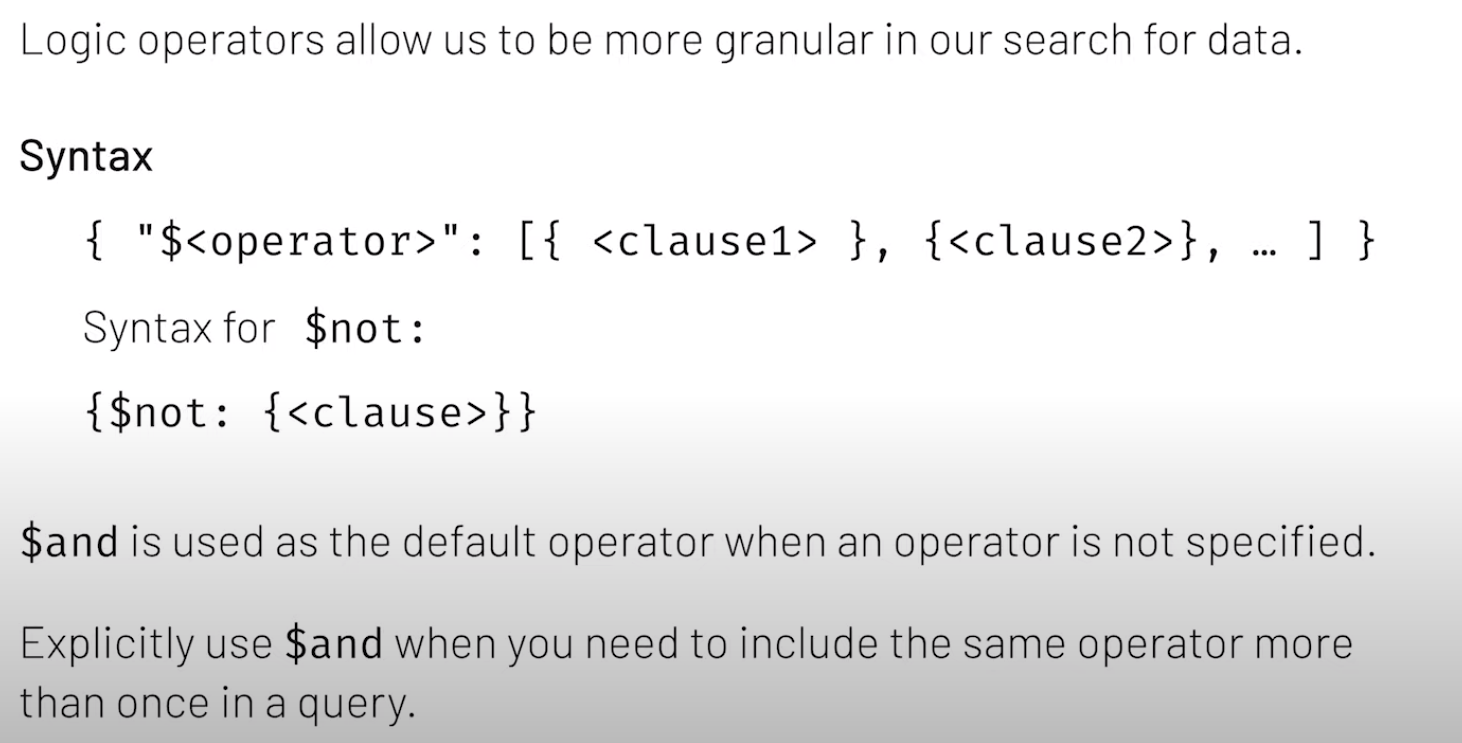 Logic operators allow us to be more granular in our search for data.
Syntax
{ "$<operator>": [{ <clause1> }, {<clause2>}, … ] }
Syntax for $not:
{$not: {<clause>}}
$and is used as the default operator when an operator is not specified.
Explicitly use $and when you need to include the same operator more
than once in a query.